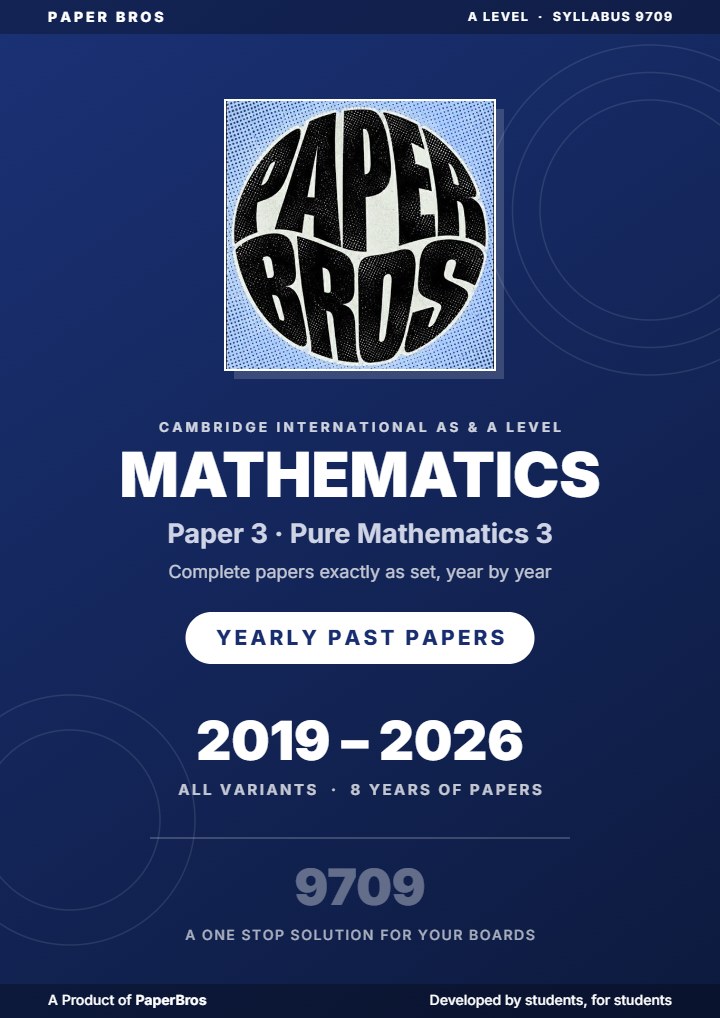 PAPER BROS
A LEVEL · SYLLABUS 9709
PAPER
BROS
CAMBRIDGE INTERNATIONAL AS & A LEVEL
MATHEMATICS
Paper 3 · Pure Mathematics 3
Complete papers exactly as set, year by year
YEARLY PAST PAPERS
2019 – 2026
ALL VARIANTS · 8 YEARS OF PAPERS
9709
A ONE STOP SOLUTION FOR YOUR BOARDS
A Product of PaperBros
Developed by students, for students